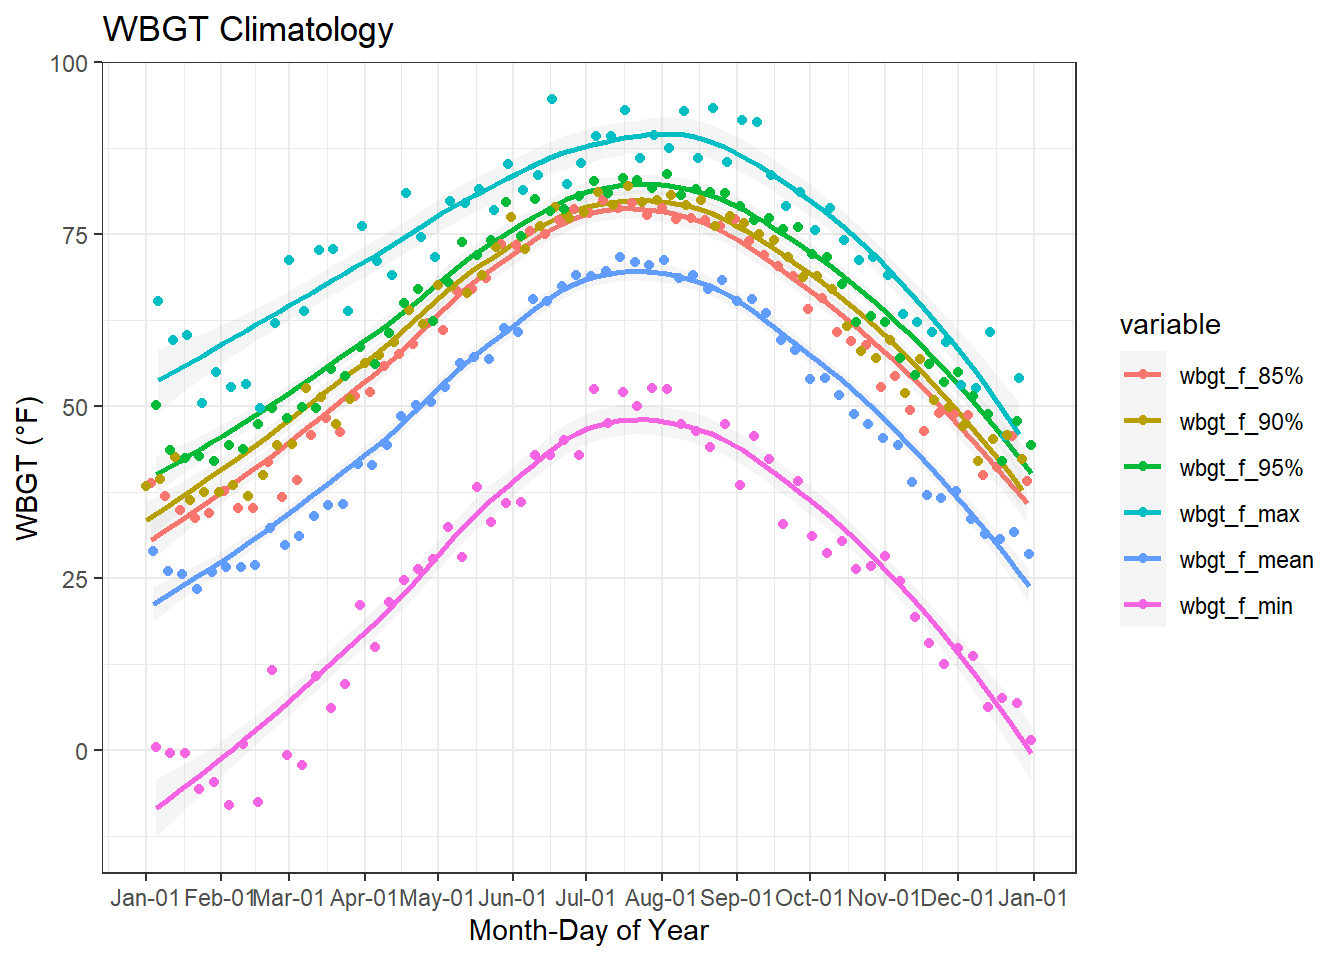 WBGT Climatology
100
75
50
25
0
WBGT (°F)
Jan-01 Feb-01 Mar-01 Apr-01 May-01 Jun-01 Jul-01 Aug-01 Sep-01 Oct-01 Nov-01 Dec-01 Jan-01
Month-Day of Year
variable
wbgt_f_85%
wbgt_f_90%
wbgt_f_95%
wbgt_f_max
wbgt_f_mean
wbgt_f_min